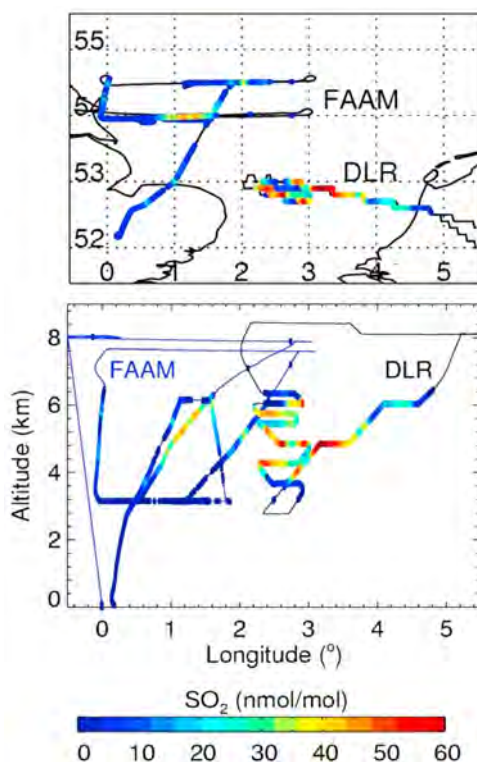 55
54
53
52
FAAM
DLR
0 1 2 3 4 5
8
6
4
2
0
Altitude (km)
FAAM
DLR
0 1 2 3 4 5
Longitude (°)
SO₂ (nmol/mol)
0 10 20 30 40 50 60